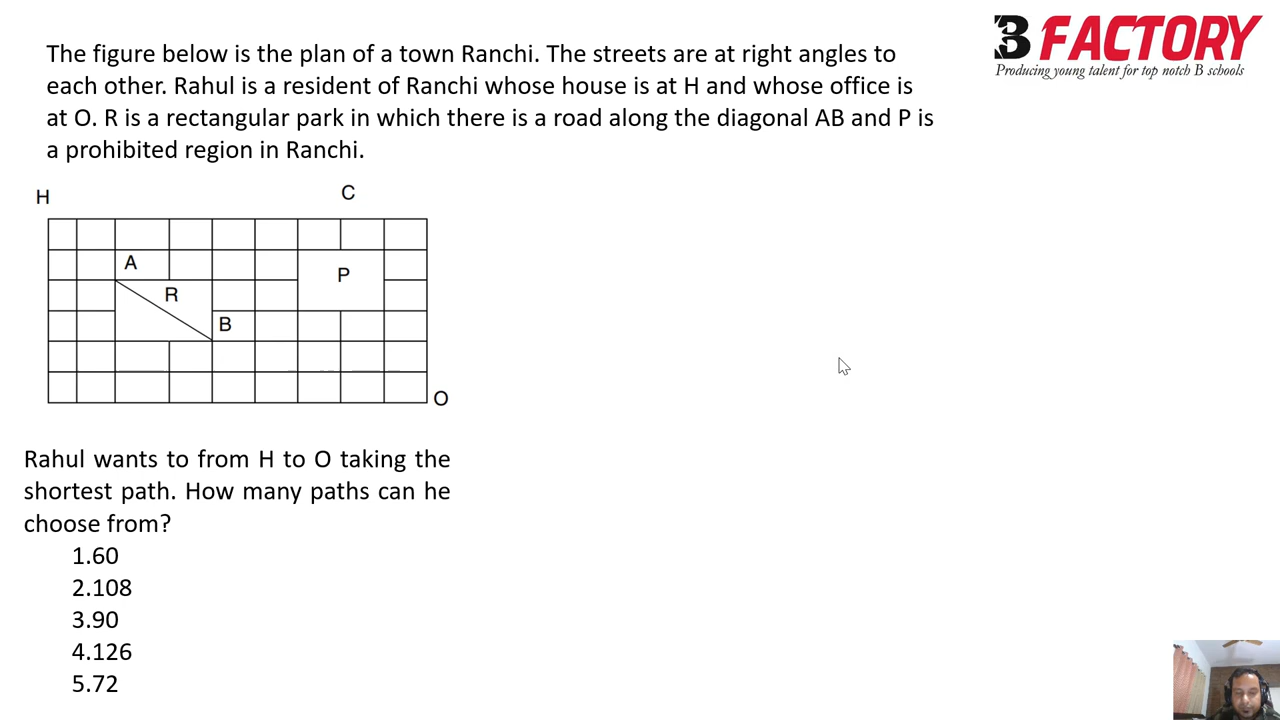 The figure below is the plan of a town Ranchi. The streets are at right angles to
each other. Rahul is a resident of Ranchi whose house is at H and whose office is
at O. R is a rectangular park in which there is a road along the diagonal AB and P is
a prohibited region in Ranchi.
B FACTORY
Producing young talent for top notch B schools
H
C
A
P
R
B
O
Rahul wants to from H to O taking the
shortest path. How many paths can he
choose from?
1.60
2.108
3.90
4.126
5.72